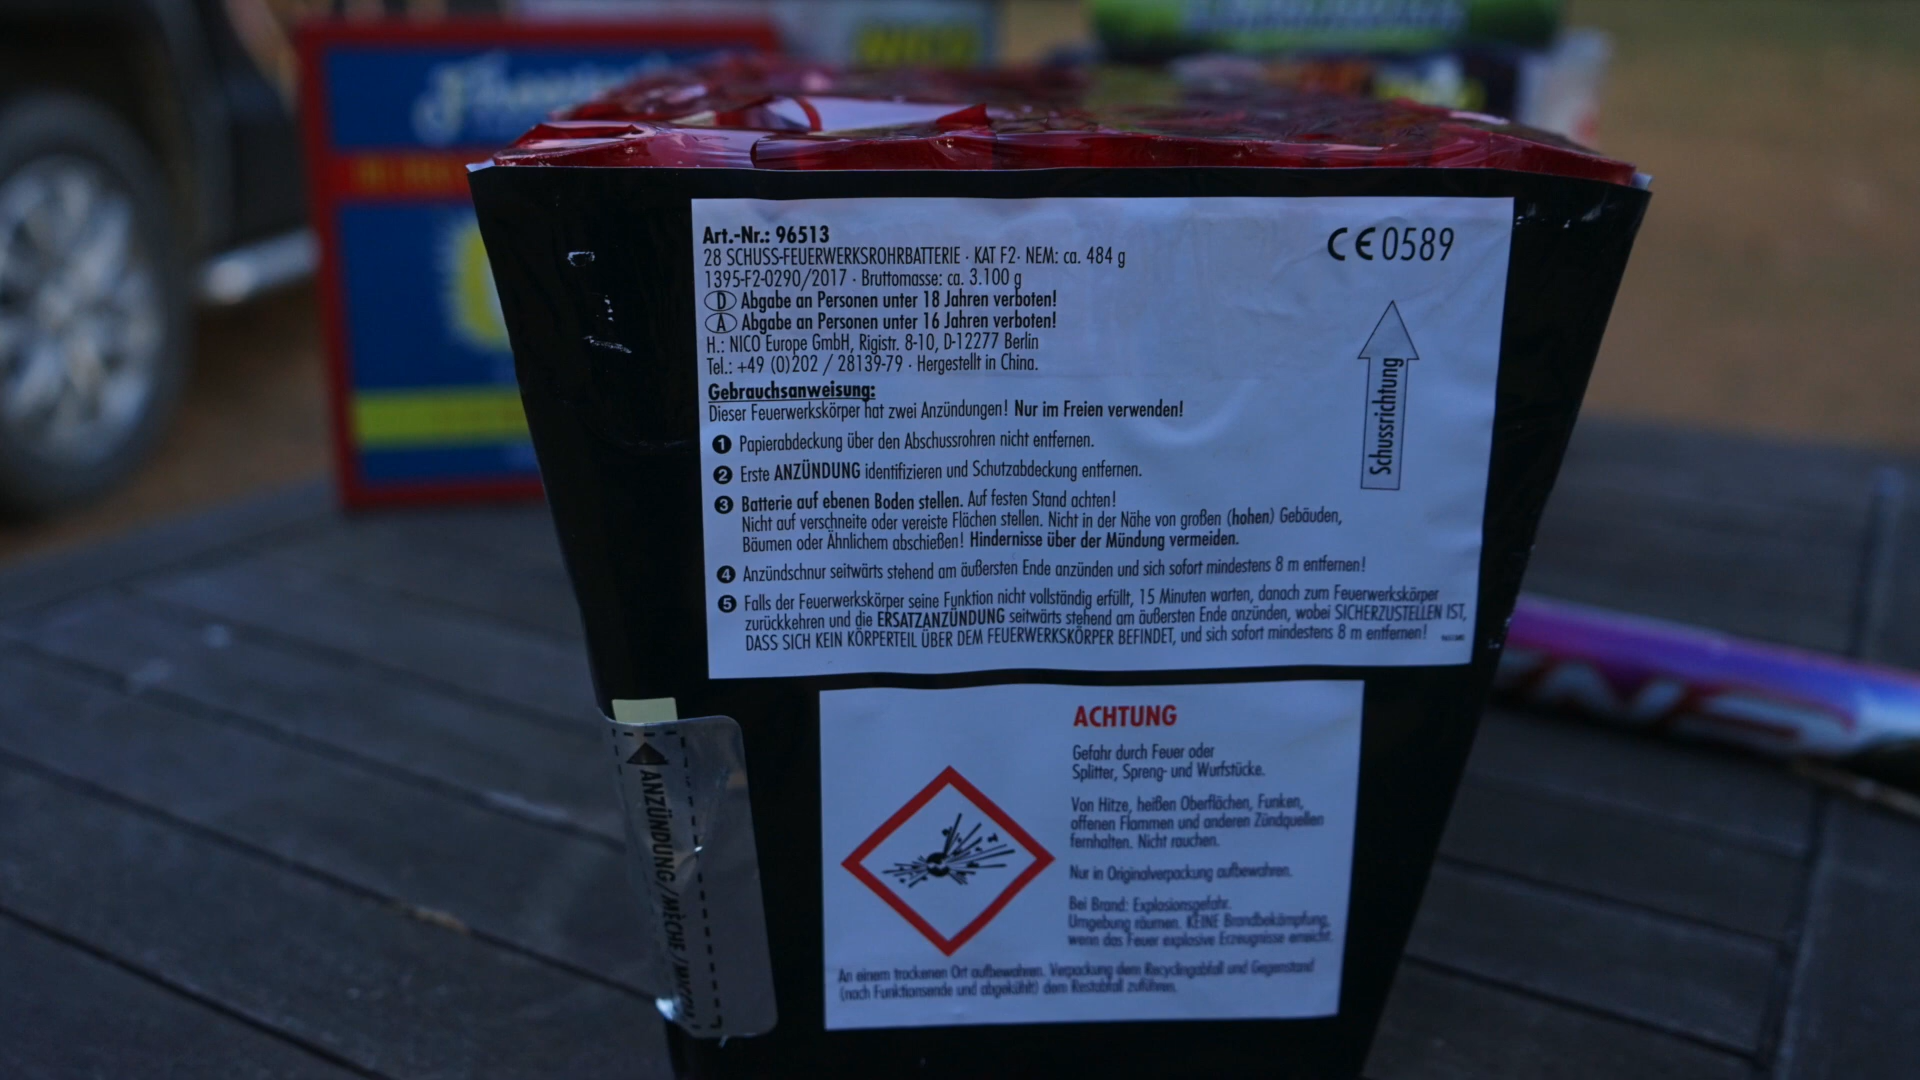 NICO
Art.-Nr.: 96513
28 SCHUSS-FEUERWERKSROHRBATTERIE · KAT F2· NEM: ca. 484 g
1395-F2-0290/2017 · Bruttomasse: ca. 3.100 g
D Abgabe an Personen unter 18 Jahren verboten!
A Abgabe an Personen unter 16 Jahren verboten!
H.: NICO Europe GmbH, Rigistr. 8-10, D-12277 Berlin
Tel.: +49 (0)202 / 28139-79 · Hergestellt in China.
CE0589
Schussrichtung
Gebrauchsanweisung:
Dieser Feuerwerkskörper hat zwei Anzündungen! Nur im Freien verwenden!
1 Papierabdeckung über den Abschussrohren nicht entfernen.
2 Erste ANZÜNDUNG identifizieren und Schutzabdeckung entfernen.
3 Batterie auf ebenen Boden stellen. Auf festen Stand achten!
Nicht auf verschneite oder vereiste Flächen stellen. Nicht in der Nähe von großen (hohen) Gebäuden,
Bäumen oder Ähnlichem abschießen! Hindernisse über der Mündung vermeiden.
4 Anzündschnur seitwärts stehend am äußersten Ende anzünden und sich sofort mindestens 8 m entfernen!
5 Falls der Feuerwerkskörper seine Funktion nicht vollständig erfüllt, 15 Minuten warten, danach zum Feuerwerkskörper
zurückkehren und die ERSATZANZÜNDUNG seitwärts stehend am äußersten Ende anzünden, wobei SICHERZUSTELLEN IST,
DASS SICH KEIN KÖRPERTEIL ÜBER DEM FEUERWERKSKÖRPER BEFINDET, und sich sofort mindestens 8 m entfernen!
ANZÜNDUNG/MÈCHE/
ACHTUNG
Gefahr durch Feuer oder
Splitter, Spreng- und Wurfstücke.
Von Hitze, heißen Oberflächen, Funken,
offenen Flammen und anderen Zündquellen
fernhalten. Nicht rauchen.
Nur in Originalverpackung aufbewahren.
Bei Brand: Explosionsgefahr.
Umgebung räumen. KEINE Brandbekämpfung,
wenn das Feuer explosive Erzeugnisse erreicht.
An einem trockenen Ort aufbewahren. Verpackung dem Recyclingabfall und Gegenstand
(nach Funktionsende und abgekühlt) dem Restabfall zuführen.